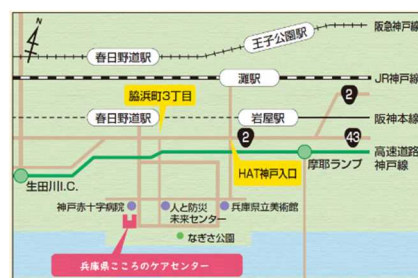 N
王子公園駅
阪急神戸線
春日野道駅
灘駅
JR神戸線
脇浜町3丁目
2
春日野道駅
岩屋駅
阪神本線
2
43
高速道路
神戸線
摩耶ランプ
HAT神戸入口
生田川I.C.
神戸赤十字病院
人と防災
未来センター
兵庫県立美術館
なぎさ公園
兵庫県こころのケアセンター